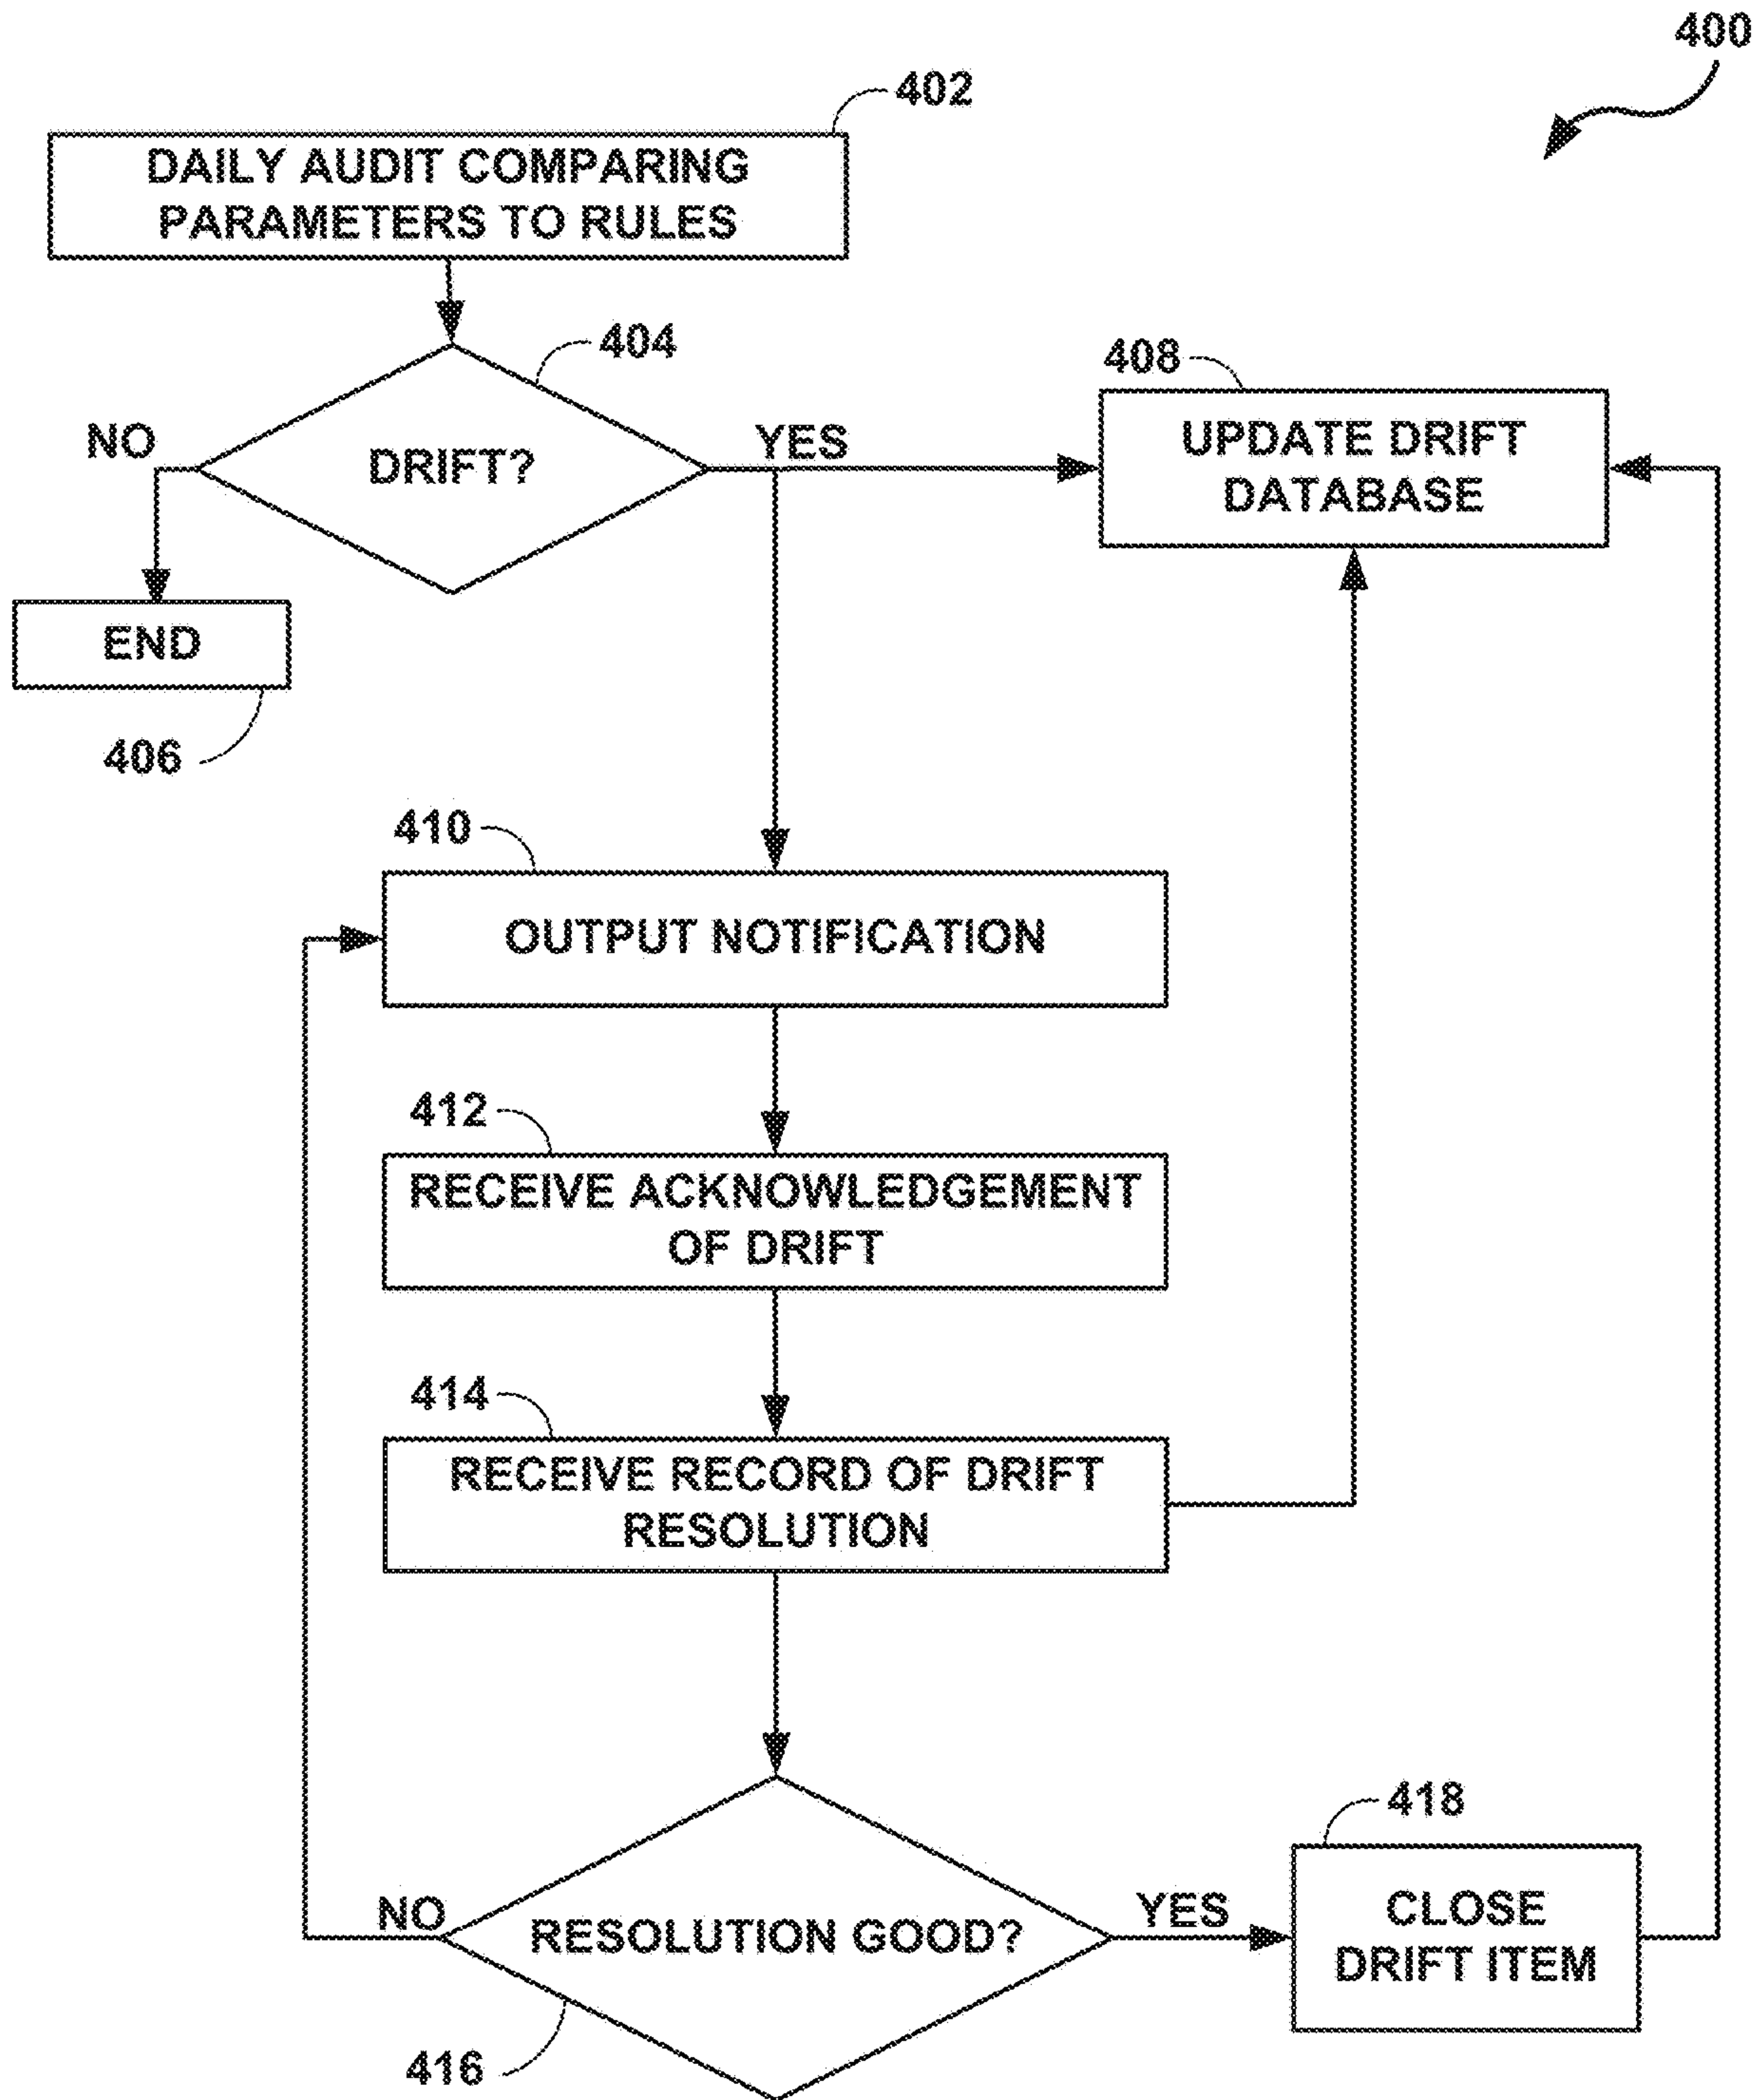 400
402
DAILY AUDIT COMPARING
PARAMETERS TO RULES
404
NO
DRIFT?
YES
408
UPDATE DRIFT
DATABASE
END
406
410
OUTPUT NOTIFICATION
412
RECEIVE ACKNOWLEDGEMENT
OF DRIFT
414
RECEIVE RECORD OF DRIFT
RESOLUTION
NO
RESOLUTION GOOD?
YES
416
418
CLOSE
DRIFT ITEM